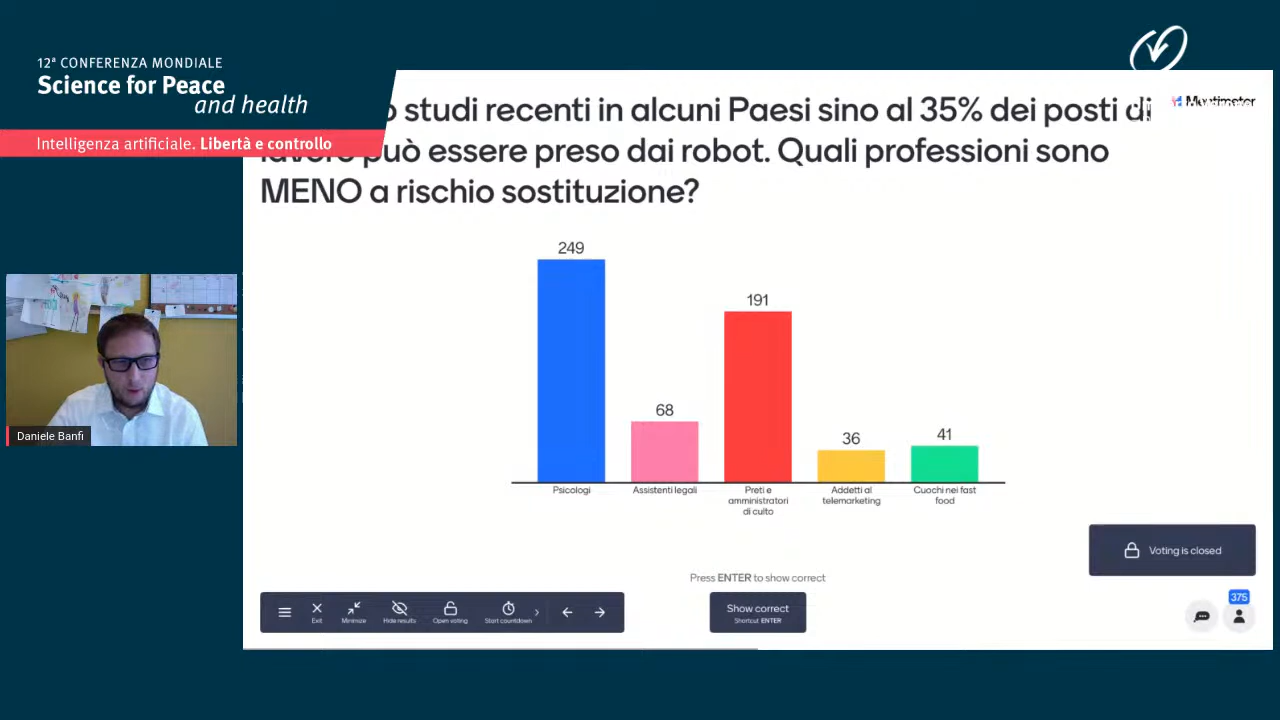 12ª CONFERENZA MONDIALE
Science for Peace
and health
Intelligenza artificiale. Libertà e controllo
studi recenti in alcuni Paesi sino al 35% dei posti di
può essere preso dai robot. Quali professioni sono
MENO a rischio sostituzione?
Mentimeter
249
68
191
36
41
Psicologi
Assistenti legali
Preti e
amministratori
di culto
Addetti al
telemarketing
Cuochi nei fast
food
Daniele Banfi
Voting is closed
Press ENTER to show correct
Exit
Minimize
Hide results
Open voting
Start countdown
Show correct
Shortcut ENTER
375